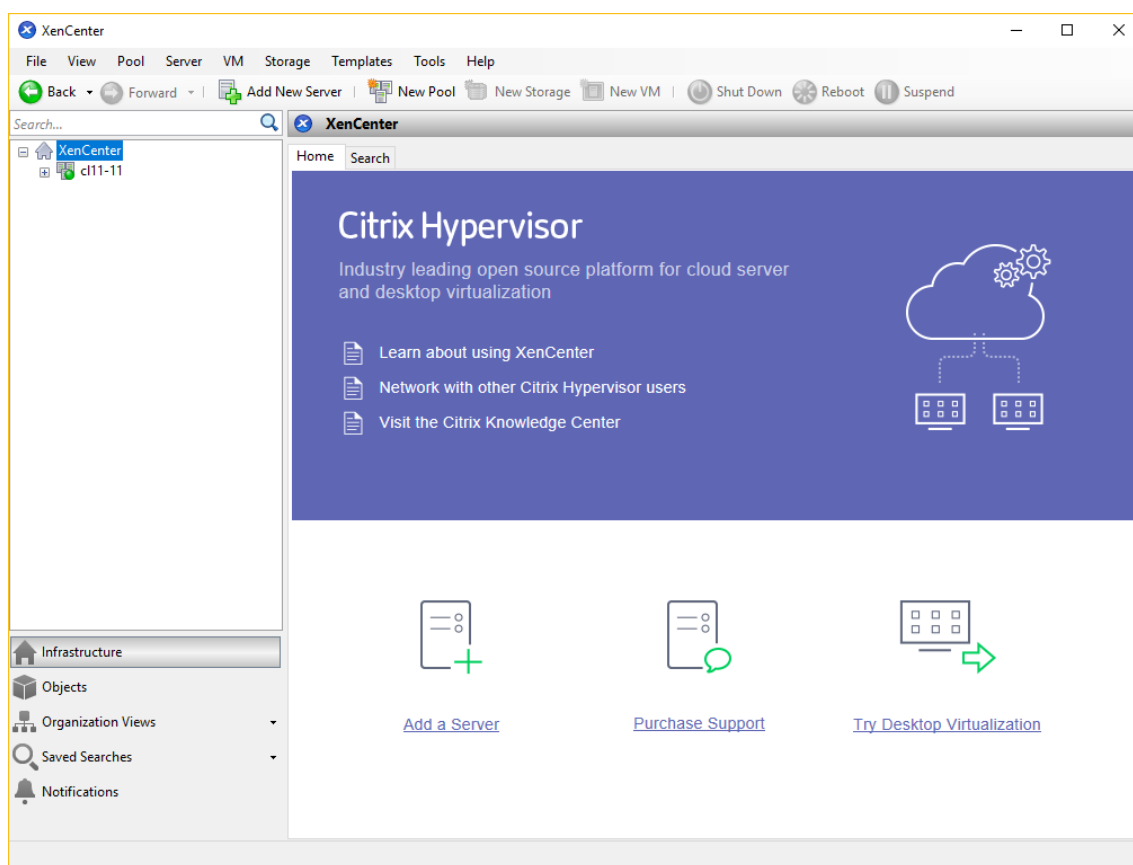 XenCenter
File View Pool Server VM Storage Templates Tools Help
Back Forward Add New Server New Pool New Storage New VM Shut Down Reboot Suspend
Search...
XenCenter
XenCenter
cl11-11
Home Search
Citrix Hypervisor
Industry leading open source platform for cloud server
and desktop virtualization
Learn about using XenCenter
Network with other Citrix Hypervisor users
Visit the Citrix Knowledge Center
Infrastructure
Objects
Organization Views
Saved Searches
Notifications
Add a Server
Purchase Support
Try Desktop Virtualization